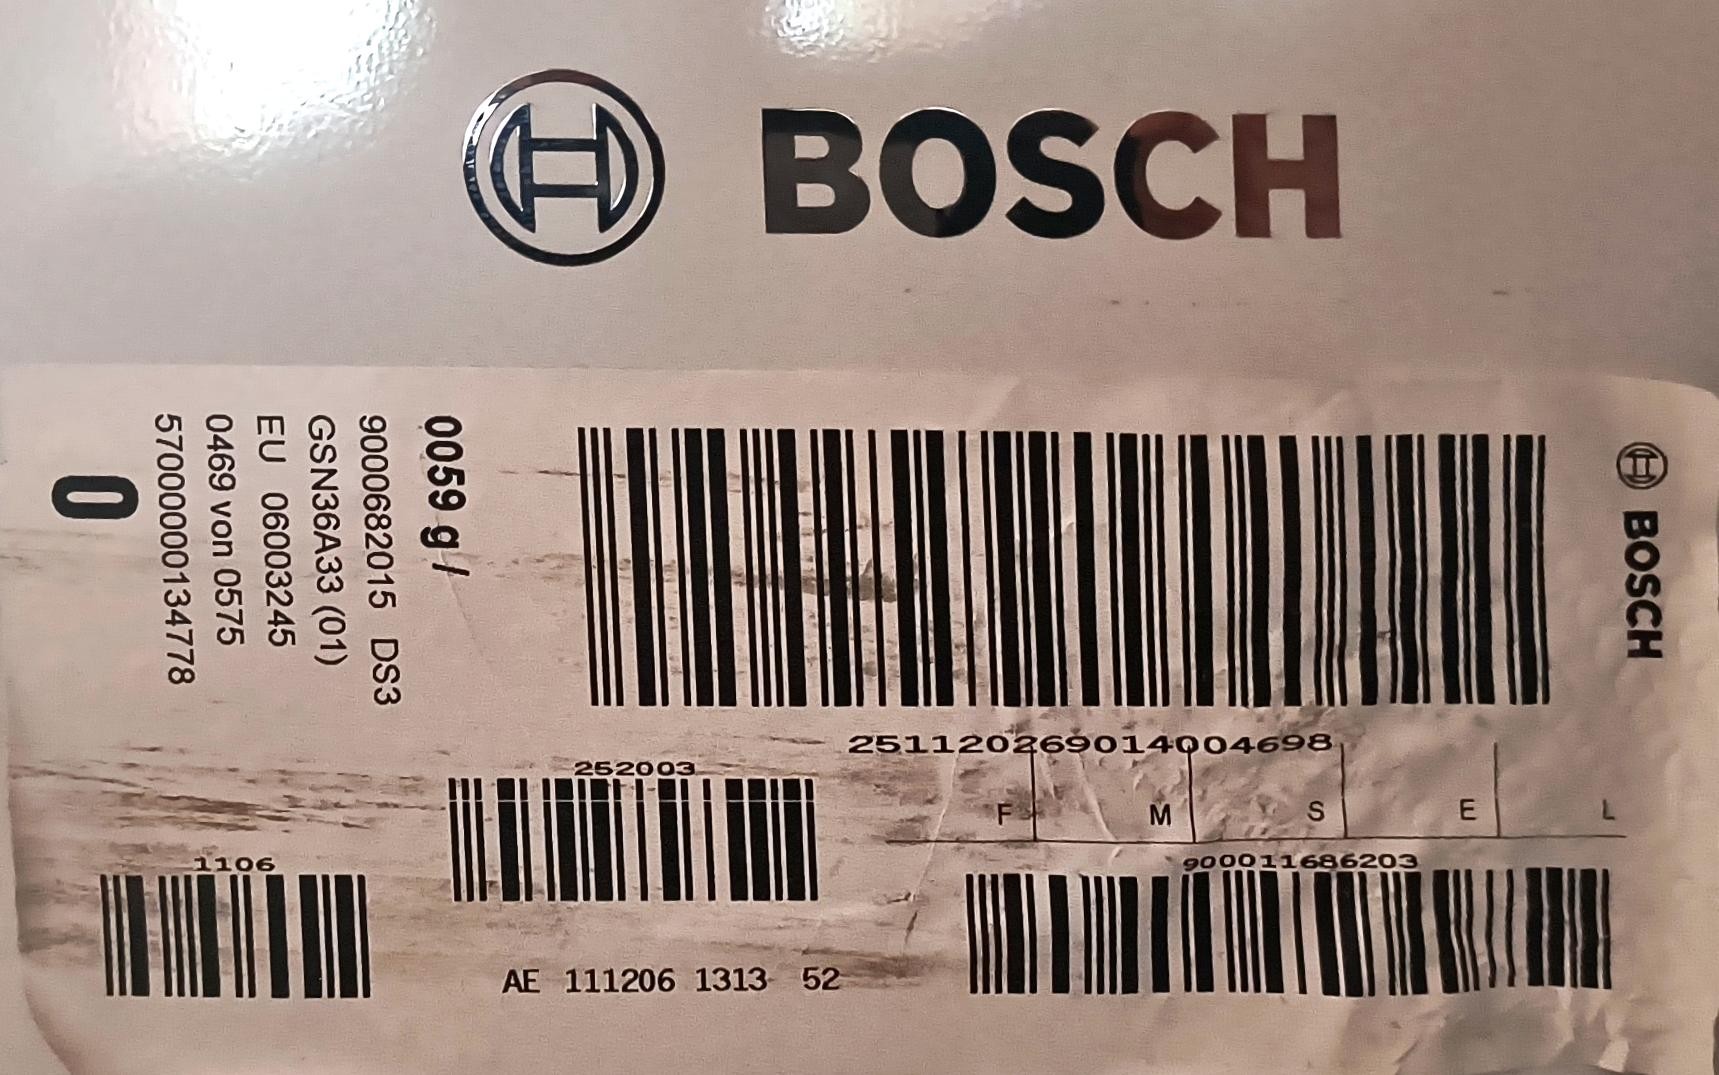 BOSCH
0059 g /
9000682015 DS3
GSN36A33 (01)
EU 06003245
0469 von 0575
57000000134778
0
BOSCH
251120269014004698
F M S E L
252003
1106
900011686203
AE 111206 1313 52